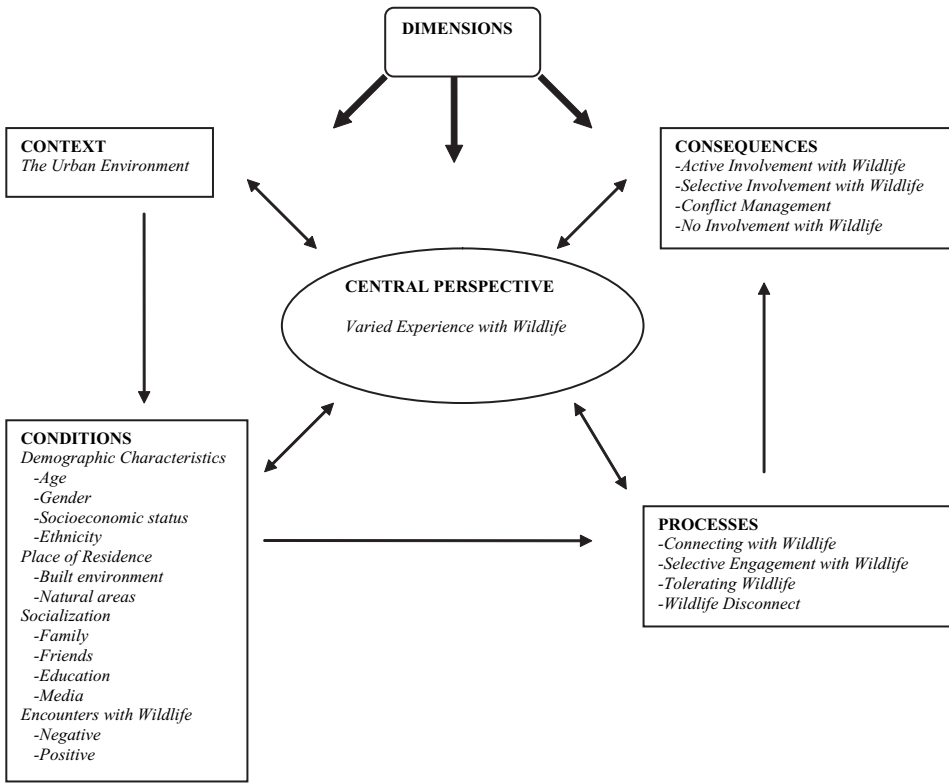 DIMENSIONS
CONTEXT
The Urban Environment
CONSEQUENCES
-Active Involvement with Wildlife
-Selective Involvement with Wildlife
-Conflict Management
-No Involvement with Wildlife
CENTRAL PERSPECTIVE
Varied Experience with Wildlife
CONDITIONS
Demographic Characteristics
-Age
-Gender
-Socioeconomic status
-Ethnicity
Place of Residence
-Built environment
-Natural areas
Socialization
-Family
-Friends
-Education
-Media
Encounters with Wildlife
-Negative
-Positive
PROCESSES
-Connecting with Wildlife
-Selective Engagement with Wildlife
-Tolerating Wildlife
-Wildlife Disconnect